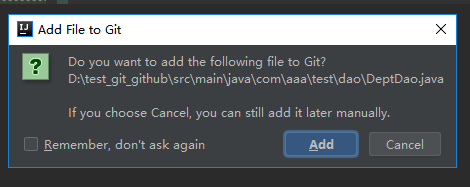 Add File to Git
Do you want to add the following file to Git?
D:\test_git_github\src\main\java\com\aaa\test\dao\DeptDao.java
If you choose Cancel, you can still add it later manually.
Remember, don't ask again
Add
Cancel